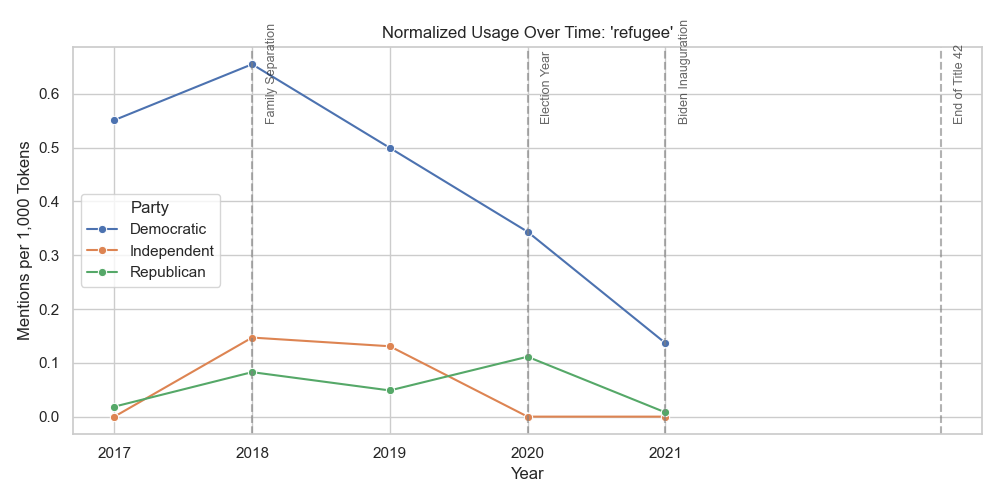 Normalized Usage Over Time: 'refugee'
Family Separation
Election Year
Biden Inauguration
End of Title 42
Mentions per 1,000 Tokens
0.6
0.5
0.4
0.3
0.2
0.1
0.0
Party
Democratic
Independent
Republican
2017
2018
2019
2020
2021
Year